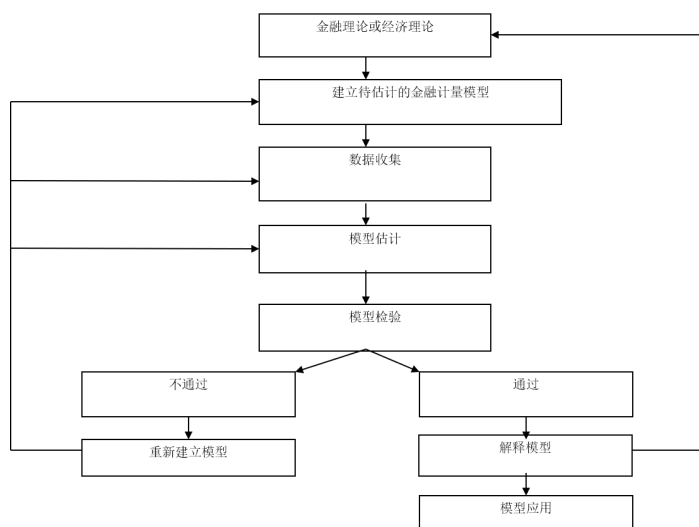 金融理论或经济理论
建立待估计的金融计量模型
数据收集
模型估计
模型检验
不通过
通过
重新建立模型
解释模型
模型应用